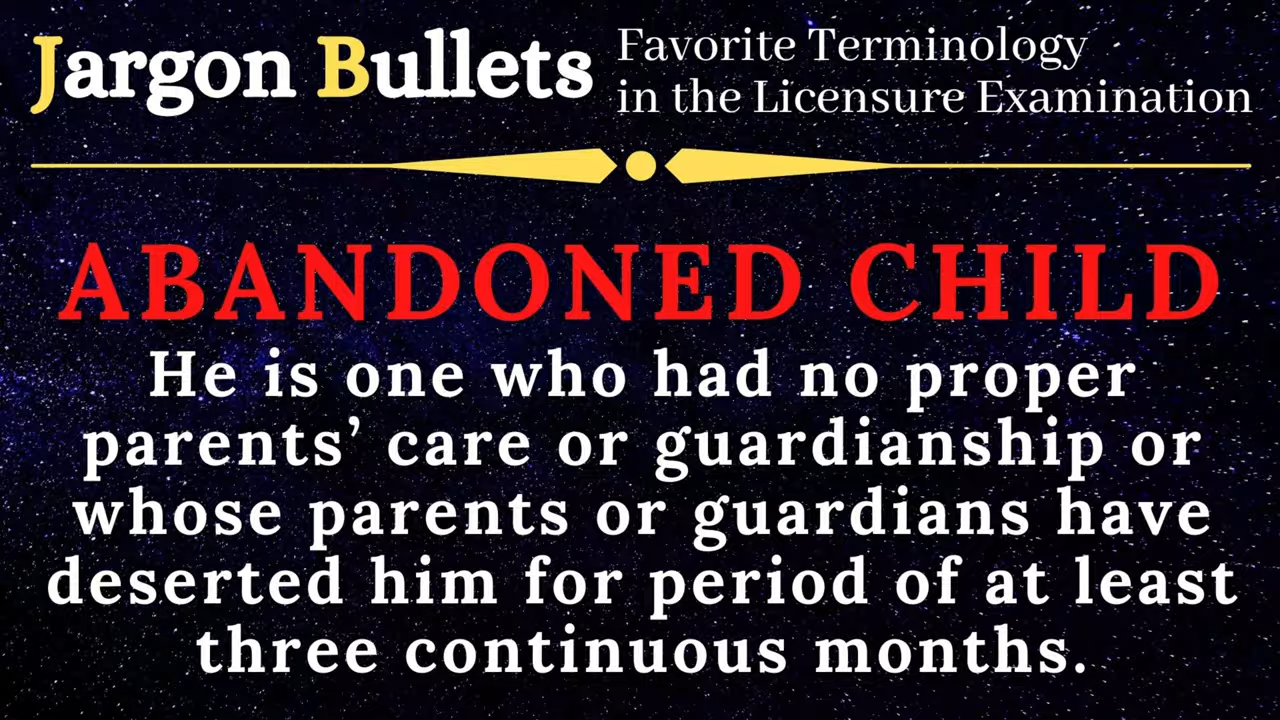 Jargon Bullets
Favorite Terminology
in the Licensure Examination
ABANDONED CHILD
He is one who had no proper
parents’ care or guardianship or
whose parents or guardians have
deserted him for period of at least
three continuous months.